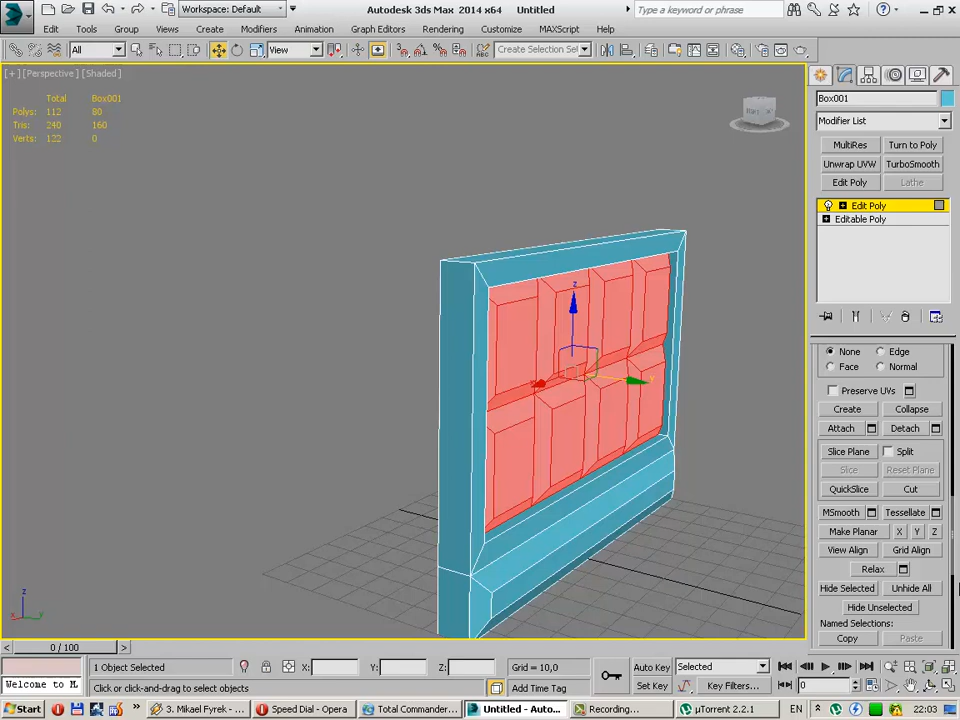 Autodesk 3ds Max 2014 x64 Untitled
Workspace: Default
Type a keyword or phrase
Edit Tools Group Views Create Modifiers Animation Graph Editors Rendering Customize MAXScript Help
All View Create Selection Se
[+][Perspective][Shaded]
Total Box001
Polys: 112 80
Tris: 240 160
Verts: 122 0
z
y
z
x y
Box001
Modifier List
MultiRes Turn to Poly
Unwrap UVW TurboSmooth
Edit Poly Lathe
Edit Poly
Editable Poly
None Edge
Face Normal
Preserve UVs
Create Collapse
Attach Detach
Slice Plane Split
Slice Reset Plane
QuickSlice Cut
MSmooth Tessellate
Make Planar X Y Z
View Align Grid Align
Relax
Hide Selected Unhide All
Hide Unselected
Named Selections:
Copy Paste
< 0 / 100 >
1 Object Selected X: Y: Z: Grid = 10,0 Auto Key Selected
Welcome to M Click or click-and-drag to select objects Add Time Tag Set Key Key Filters... 0
Start 3. Mikael Fyrek - ... Speed Dial - Opera Total Commander... Untitled - Auto... Recording... µTorrent 2.2.1 EN 22:03